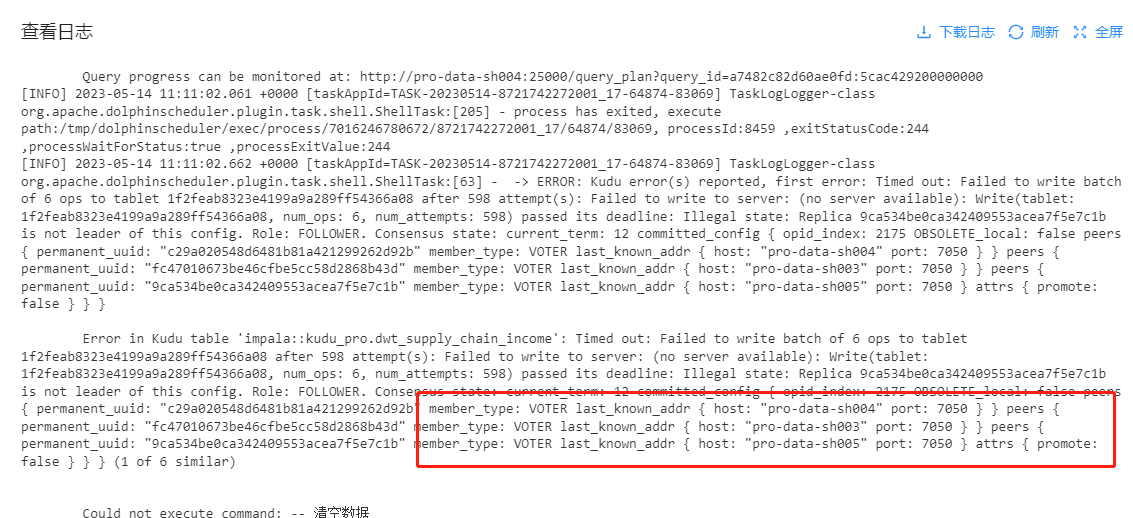 查看日志
下载日志 刷新 全屏
Query progress can be monitored at: http://pro-data-sh004:25000/query_plan?query_id=a7482c82d60ae0fd:5cac429200000000
[INFO] 2023-05-14 11:11:02.061 +0000 [taskAppId=TASK-20230514-8721742272001_17-64874-83069] TaskLogLogger-class
org.apache.dolphinscheduler.plugin.task.shell.ShellTask:[205] - process has exited, execute
path:/tmp/dolphinscheduler/exec/process/7016246780672/8721742272001_17/64874/83069, processId:8459 ,exitStatusCode:244
,processWaitForStatus:true ,processExitValue:244
[INFO] 2023-05-14 11:11:02.662 +0000 [taskAppId=TASK-20230514-8721742272001_17-64874-83069] TaskLogLogger-class
org.apache.dolphinscheduler.plugin.task.shell.ShellTask:[63] -  -> ERROR: Kudu error(s) reported, first error: Timed out: Failed to write batch
of 6 ops to tablet 1f2feab8323e4199a9a289ff54366a08 after 598 attempt(s): Failed to write to server: (no server available): Write(tablet:
1f2feab8323e4199a9a289ff54366a08, num_ops: 6, num_attempts: 598) passed its deadline: Illegal state: Replica 9ca534be0ca342409553acea7f5e7c1b
is not leader of this config. Role: FOLLOWER. Consensus state: current_term: 12 committed_config { opid_index: 2175 OBSOLETE_local: false peers
{ permanent_uuid: "c29a020548d6481b81a421299262d92b" member_type: VOTER last_known_addr { host: "pro-data-sh004" port: 7050 } } peers {
permanent_uuid: "fc47010673be46cfbe5cc58d2868b43d" member_type: VOTER last_known_addr { host: "pro-data-sh003" port: 7050 } } peers {
permanent_uuid: "9ca534be0ca342409553acea7f5e7c1b" member_type: VOTER last_known_addr { host: "pro-data-sh005" port: 7050 } attrs { promote:
false } } }
Error in Kudu table 'impala::kudu_pro.dwt_supply_chain_income': Timed out: Failed to write batch of 6 ops to tablet
1f2feab8323e4199a9a289ff54366a08 after 598 attempt(s): Failed to write to server: (no server available): Write(tablet:
1f2feab8323e4199a9a289ff54366a08, num_ops: 6, num_attempts: 598) passed its deadline: Illegal state: Replica 9ca534be0ca342409553acea7f5e7c1b
is not leader of this config. Role: FOLLOWER. Consensus state: current_term: 12 committed_config { opid_index: 2175 OBSOLETE_local: false peers
{ permanent_uuid: "c29a020548d6481b81a421299262d92b" member_type: VOTER last_known_addr { host: "pro-data-sh004" port: 7050 } } peers {
permanent_uuid: "fc47010673be46cfbe5cc58d2868b43d" member_type: VOTER last_known_addr { host: "pro-data-sh003" port: 7050 } } peers {
permanent_uuid: "9ca534be0ca342409553acea7f5e7c1b" member_type: VOTER last_known_addr { host: "pro-data-sh005" port: 7050 } attrs { promote:
false } } } (1 of 6 similar)
Could not execute command: -- 清空数据